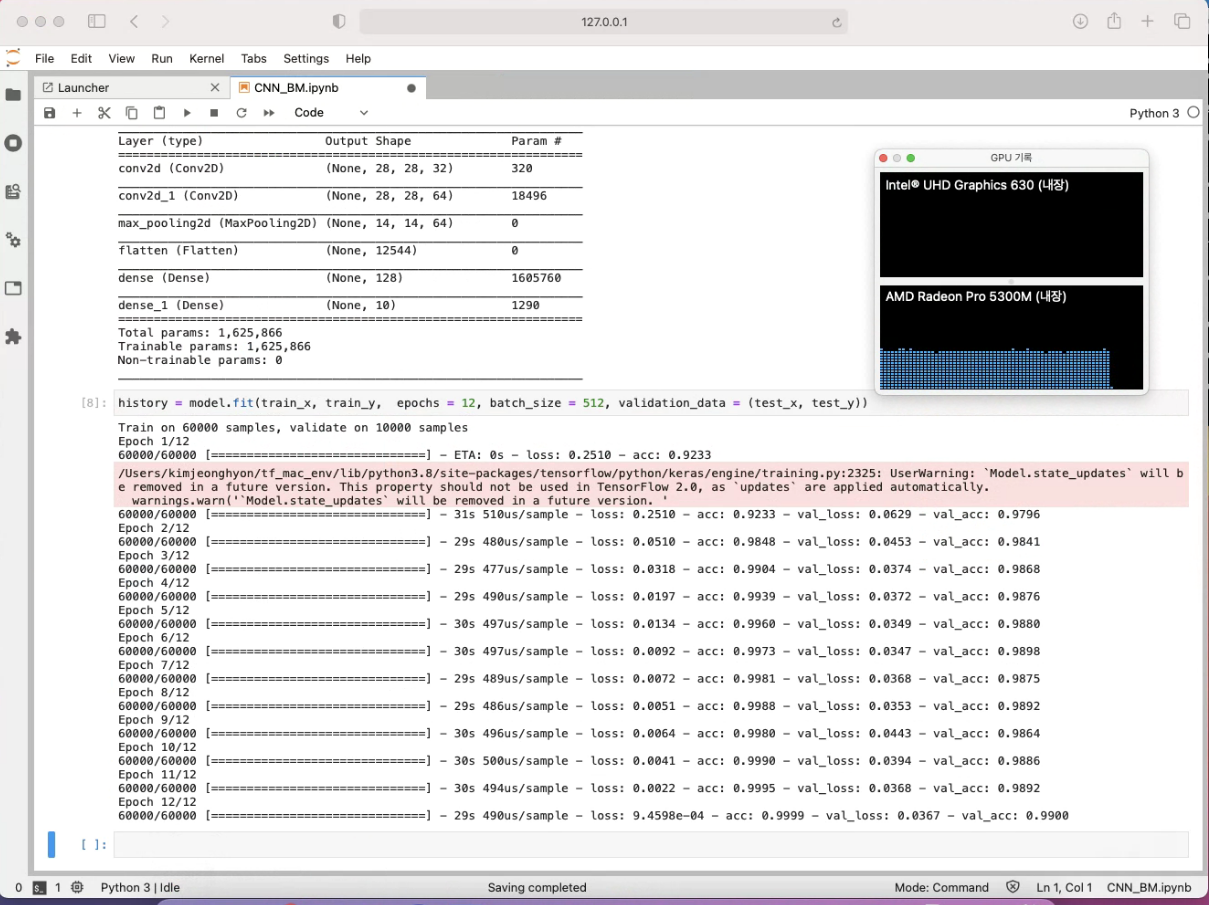 127.0.0.1
File Edit View Run Kernel Tabs Settings Help
Launcher
CNN_BM.ipynb
Code
Python 3
Layer (type) Output Shape Param #
=================================================================
conv2d (Conv2D) (None, 28, 28, 32) 320
conv2d_1 (Conv2D) (None, 28, 28, 64) 18496
max_pooling2d (MaxPooling2D) (None, 14, 14, 64) 0
flatten (Flatten) (None, 12544) 0
dense (Dense) (None, 128) 1605760
dense_1 (Dense) (None, 10) 1290
=================================================================
Total params: 1,625,866
Trainable params: 1,625,866
Non-trainable params: 0
GPU 기록
Intel® UHD Graphics 630 (내장)
AMD Radeon Pro 5300M (내장)
[8]: history = model.fit(train_x, train_y,  epochs = 12, batch_size = 512, validation_data = (test_x, test_y))
Train on 60000 samples, validate on 10000 samples
Epoch 1/12
60000/60000 [==============================] - ETA: 0s - loss: 0.2510 - acc: 0.9233
/Users/kimjeonghyon/tf_mac_env/lib/python3.8/site-packages/tensorflow/python/keras/engine/training.py:2325: UserWarning: `Model.state_updates` will b
e removed in a future version. This property should not be used in TensorFlow 2.0, as `updates` are applied automatically.
  warnings.warn('`Model.state_updates` will be removed in a future version. '
60000/60000 [==============================] - 31s 510us/sample - loss: 0.2510 - acc: 0.9233 - val_loss: 0.0629 - val_acc: 0.9796
Epoch 2/12
60000/60000 [==============================] - 29s 480us/sample - loss: 0.0510 - acc: 0.9848 - val_loss: 0.0453 - val_acc: 0.9841
Epoch 3/12
60000/60000 [==============================] - 29s 477us/sample - loss: 0.0318 - acc: 0.9904 - val_loss: 0.0374 - val_acc: 0.9868
Epoch 4/12
60000/60000 [==============================] - 29s 490us/sample - loss: 0.0197 - acc: 0.9939 - val_loss: 0.0372 - val_acc: 0.9876
Epoch 5/12
60000/60000 [==============================] - 30s 497us/sample - loss: 0.0134 - acc: 0.9960 - val_loss: 0.0349 - val_acc: 0.9880
Epoch 6/12
60000/60000 [==============================] - 30s 497us/sample - loss: 0.0092 - acc: 0.9973 - val_loss: 0.0347 - val_acc: 0.9898
Epoch 7/12
60000/60000 [==============================] - 29s 489us/sample - loss: 0.0072 - acc: 0.9981 - val_loss: 0.0368 - val_acc: 0.9875
Epoch 8/12
60000/60000 [==============================] - 29s 486us/sample - loss: 0.0051 - acc: 0.9988 - val_loss: 0.0353 - val_acc: 0.9892
Epoch 9/12
60000/60000 [==============================] - 30s 496us/sample - loss: 0.0064 - acc: 0.9980 - val_loss: 0.0443 - val_acc: 0.9864
Epoch 10/12
60000/60000 [==============================] - 30s 500us/sample - loss: 0.0041 - acc: 0.9990 - val_loss: 0.0394 - val_acc: 0.9886
Epoch 11/12
60000/60000 [==============================] - 30s 494us/sample - loss: 0.0022 - acc: 0.9995 - val_loss: 0.0368 - val_acc: 0.9892
Epoch 12/12
60000/60000 [==============================] - 29s 490us/sample - loss: 9.4598e-04 - acc: 0.9999 - val_loss: 0.0367 - val_acc: 0.9900
[ ]:
0 1 Python 3 | Idle Saving completed Mode: Command Ln 1, Col 1 CNN_BM.ipynb